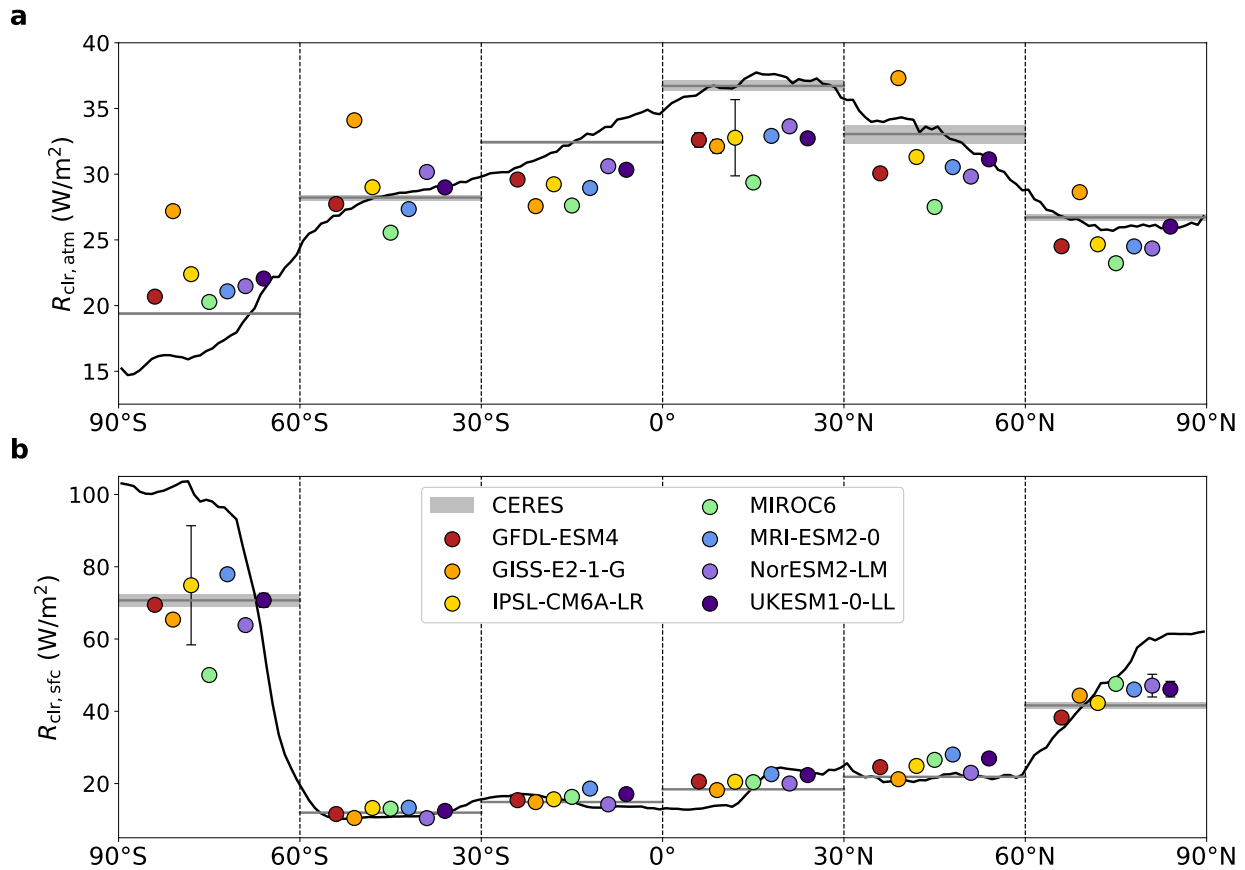 a
40
35
30
25
20
15
R_clr, atm (W/m²)
90°S 60°S 30°S 0° 30°N 60°N 90°N
b
100
80
60
40
20
R_clr, sfc (W/m²)
CERES
GFDL-ESM4
GISS-E2-1-G
IPSL-CM6A-LR
MIROC6
MRI-ESM2-0
NorESM2-LM
UKESM1-0-LL
90°S 60°S 30°S 0° 30°N 60°N 90°N